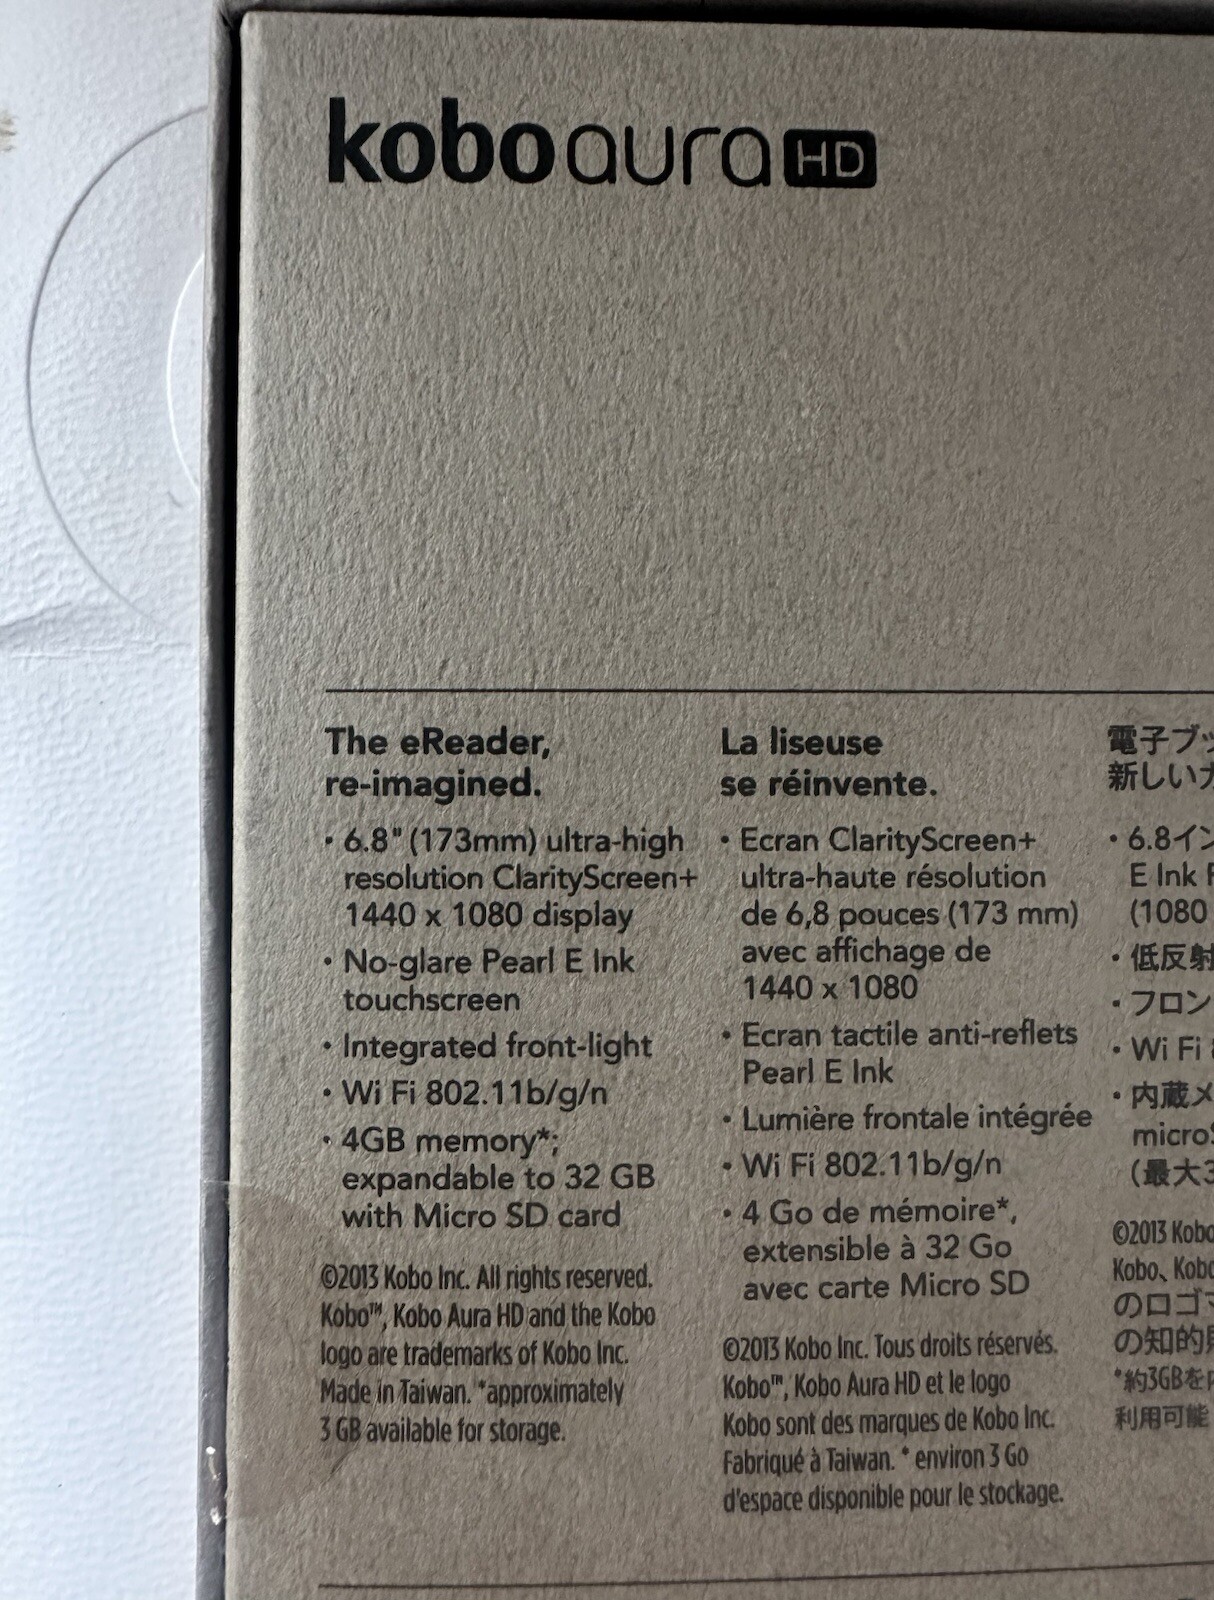 kobo aura HD
The eReader,
re-imagined.
• 6.8" (173mm) ultra-high
resolution ClarityScreen+
1440 x 1080 display
• No-glare Pearl E Ink
touchscreen
• Integrated front-light
• Wi Fi 802.11b/g/n
• 4GB memory*;
expandable to 32 GB
with Micro SD card
©2013 Kobo Inc. All rights reserved.
Kobo™, Kobo Aura HD and the Kobo
logo are trademarks of Kobo Inc.
Made in Taiwan. *approximately
3 GB available for storage.
La liseuse
se réinvente.
• Ecran ClarityScreen+
ultra-haute résolution
de 6,8 pouces (173 mm)
avec affichage de
1440 x 1080
• Ecran tactile anti-reflets
Pearl E Ink
• Lumière frontale intégrée
• Wi Fi 802.11b/g/n
• 4 Go de mémoire*,
extensible à 32 Go
avec carte Micro SD
©2013 Kobo Inc. Tous droits réservés.
Kobo™, Kobo Aura HD et le logo
Kobo sont des marques de Kobo Inc.
Fabriqué à Taiwan. * environ 3 Go
d'espace disponible pour le stockage.
電子ブッ
新しいカ
• 6.8イン
E Ink
(1080
• 低反射
• フロン
• Wi Fi
• 内蔵メ
micro
(最大3
©2013 Kobo
Kobo、Kobo
のロゴマ
の知的
*約3GBを
利用可能